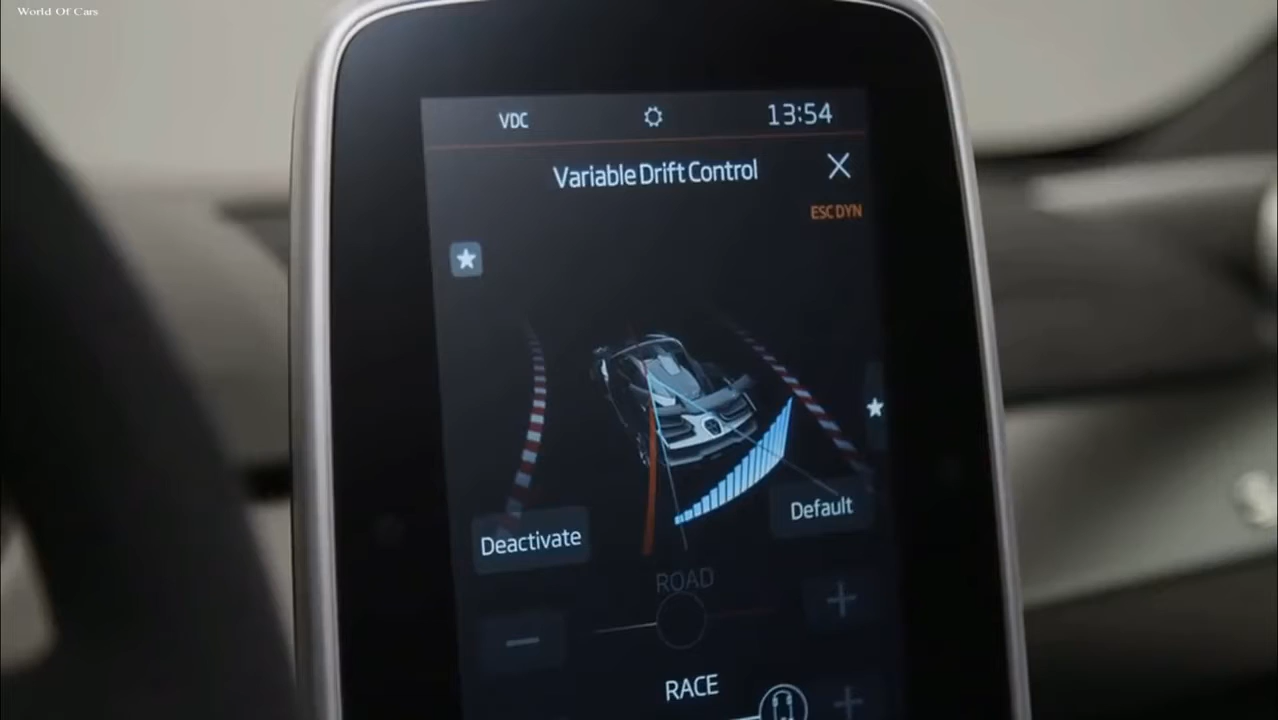 World Of Cars
VDC 13:54
Variable Drift Control
ESC DYN
Default
Deactivate
ROAD
RACE